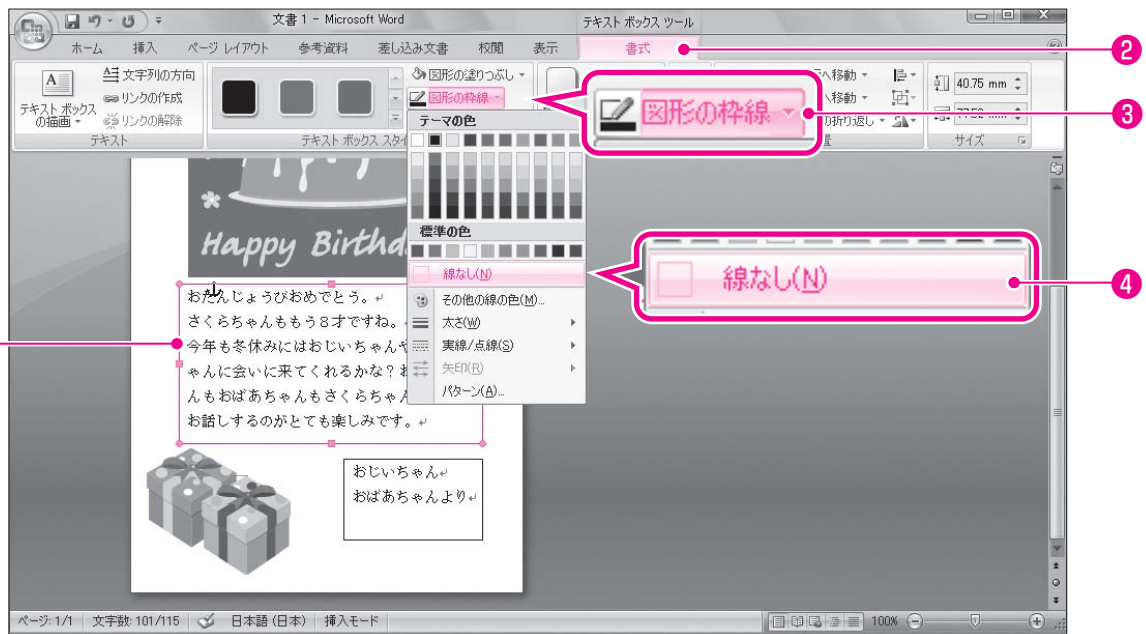 文書 1 - Microsoft Word
テキスト ボックス ツール
ホーム 挿入 ページ レイアウト 参考資料 差し込み文書 校閲 表示 書式
❷
A
テキスト ボックス
の描画
文字列の方向
リンクの作成
リンクの解除
テキスト
図形の塗りつぶし
図形の枠線
テキスト ボックス スタイ
図形の枠線
❸
へ移動
へ移動
の折り返し
40.75 mm
サイズ
テーマの色
標準の色
線なし(N)
その他の線の色(M)...
太さ(W)
実線/点線(S)
矢印(R)
パターン(A)...
線なし(N)
❹
Happy Birthd
おたんじょうびおめでとう。
さくらちゃんももう8才ですね。
今年も冬休みにはおじいちゃんや
ゃんに会いに来てくれるかな?
んもおばあちゃんもさくらちゃん
お話しするのがとても楽しみです。
おじいちゃん
おばあちゃんより
ページ: 1/1 文字数: 101/115 日本語 (日本) 挿入モード 100%